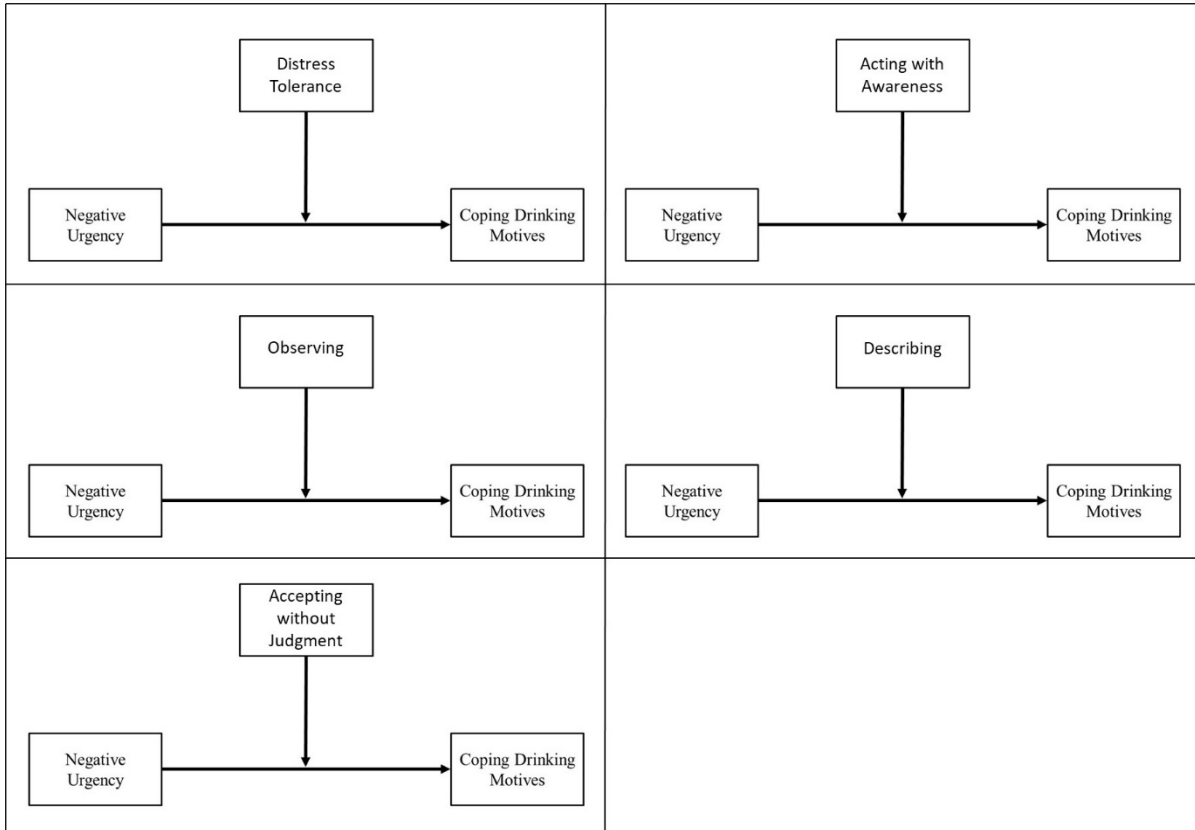 Distress
Tolerance
Negative
Urgency
Coping Drinking
Motives
Acting with
Awareness
Negative
Urgency
Coping Drinking
Motives
Observing
Negative
Urgency
Coping Drinking
Motives
Describing
Negative
Urgency
Coping Drinking
Motives
Accepting
without
Judgment
Negative
Urgency
Coping Drinking
Motives